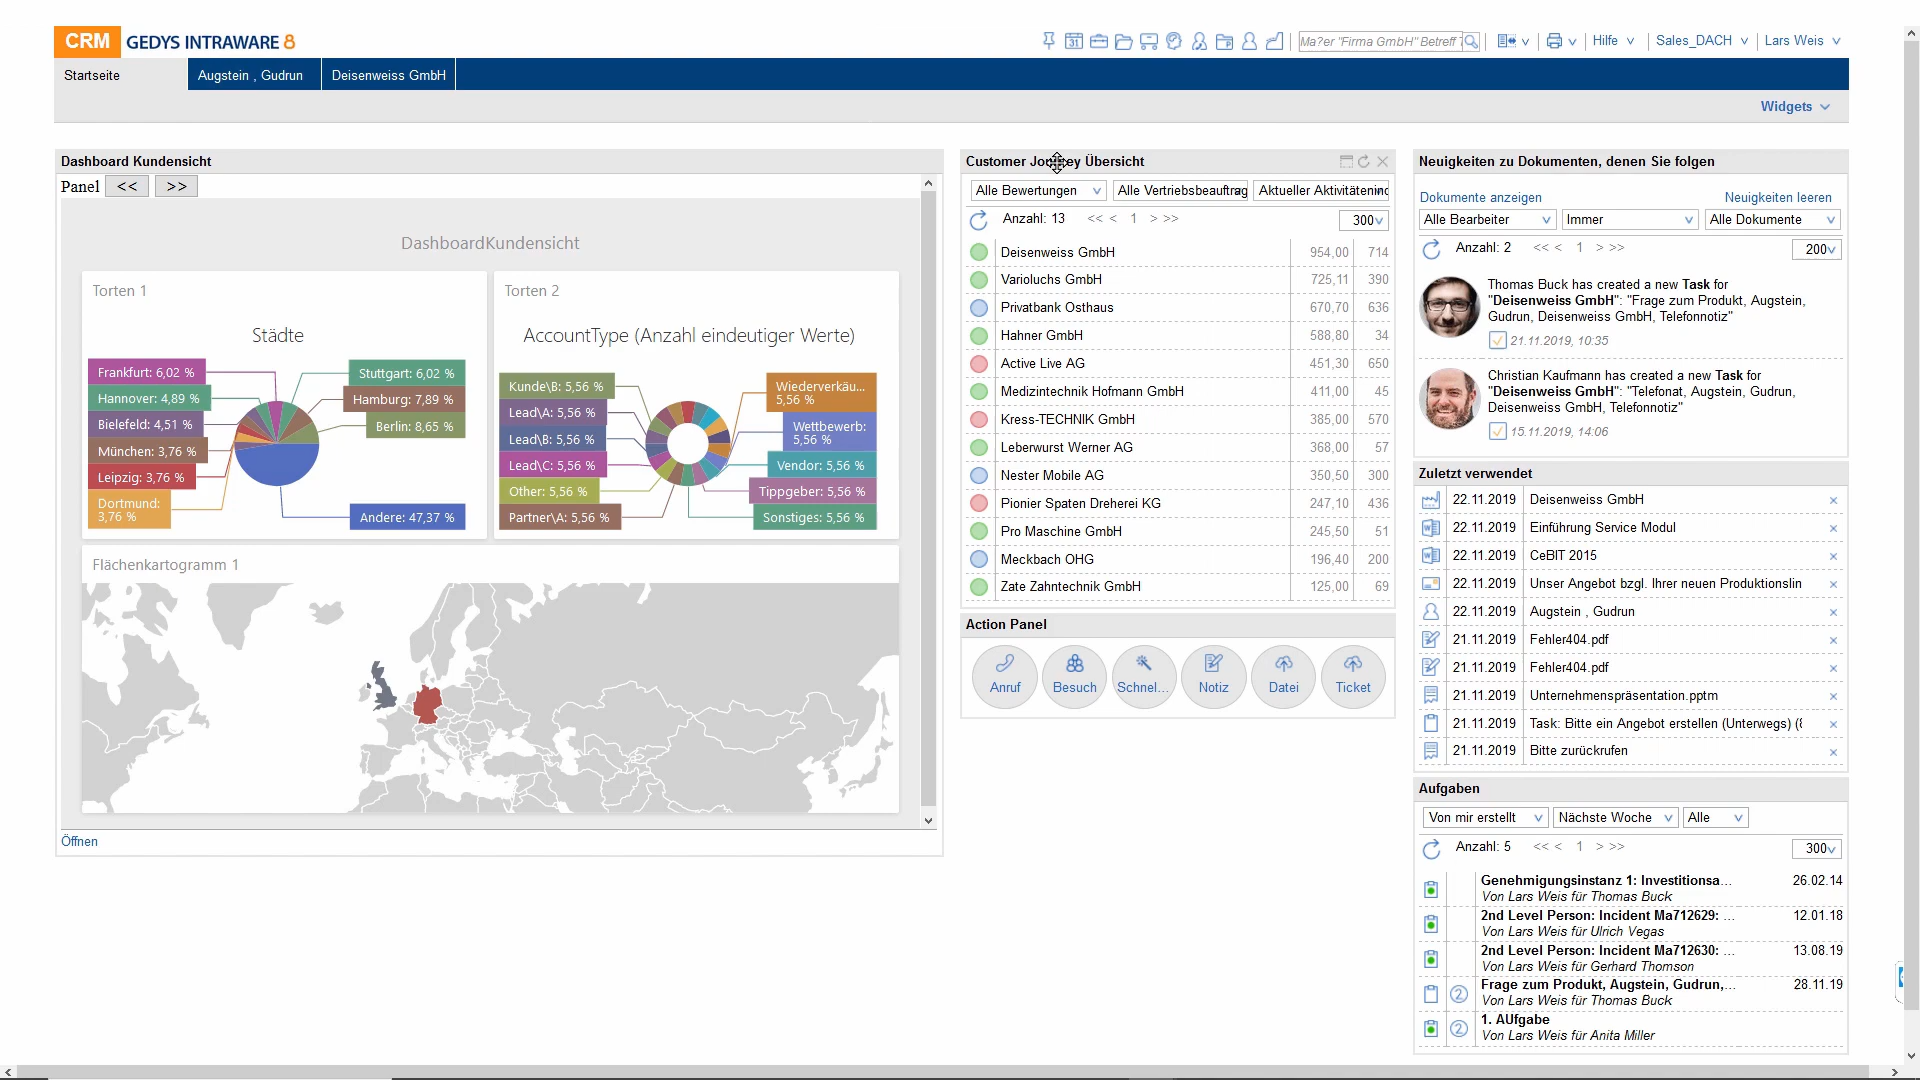 CRM GEDYS INTRAWARE 8
31
Ma?er "Firma GmbH" Betreff
Hilfe
Sales_DACH
Lars Weis
Startseite
Augstein , Gudrun
Deisenweiss GmbH
Widgets
Dashboard Kundensicht
Panel << >>
DashboardKundensicht
Torten 1
Städte
Frankfurt: 6,02 %
Hannover: 4,89 %
Bielefeld: 4,51 %
München: 3,76 %
Leipzig: 3,76 %
Dortmund:
3,76 %
Stuttgart: 6,02 %
Hamburg: 7,89 %
Berlin: 8,65 %
Andere: 47,37 %
Torten 2
AccountType (Anzahl eindeutiger Werte)
Kunde\B: 5,56 %
Lead\A: 5,56 %
Lead\B: 5,56 %
Lead\C: 5,56 %
Other: 5,56 %
Partner\A: 5,56 %
Wiederverkäu...
5,56 %
Wettbewerb:
5,56 %
Vendor: 5,56 %
Tippgeber: 5,56 %
Sonstiges: 5,56 %
Flächenkartogramm 1
Öffnen
Customer Journey Übersicht
Alle Bewertungen
Alle Vertriebsbeauftrag
Aktueller Aktivitätenind
Anzahl: 13 << < 1 > >> 300
Deisenweiss GmbH 954,00 714
Varioluchs GmbH 725,11 390
Privatbank Osthaus 670,70 636
Hahner GmbH 588,80 34
Active Live AG 451,30 650
Medizintechnik Hofmann GmbH 411,00 45
Kress-TECHNIK GmbH 385,00 570
Leberwurst Werner AG 368,00 57
Nester Mobile AG 350,50 300
Pionier Spaten Dreherei KG 247,10 436
Pro Maschine GmbH 245,50 51
Meckbach OHG 196,40 200
Zate Zahntechnik GmbH 125,00 69
Action Panel
Anruf
Besuch
Schnel...
Notiz
Datei
Ticket
Neuigkeiten zu Dokumenten, denen Sie folgen
Dokumente anzeigen
Neuigkeiten leeren
Alle Bearbeiter
Immer
Alle Dokumente
Anzahl: 2 << < 1 > >> 200
Thomas Buck has created a new Task for
"Deisenweiss GmbH": "Frage zum Produkt, Augstein,
Gudrun, Deisenweiss GmbH, Telefonnotiz"
21.11.2019, 10:35
Christian Kaufmann has created a new Task for
"Deisenweiss GmbH": "Telefonat, Augstein, Gudrun,
Deisenweiss GmbH, Telefonnotiz"
15.11.2019, 14:06
Zuletzt verwendet
22.11.2019 Deisenweiss GmbH
22.11.2019 Einführung Service Modul
22.11.2019 CeBIT 2015
22.11.2019 Unser Angebot bzgl. Ihrer neuen Produktionslin
22.11.2019 Augstein , Gudrun
21.11.2019 Fehler404.pdf
21.11.2019 Fehler404.pdf
21.11.2019 Unternehmenspräsentation.pptm
21.11.2019 Task: Bitte ein Angebot erstellen (Unterwegs)
21.11.2019 Bitte zurückrufen
Aufgaben
Von mir erstellt
Nächste Woche
Alle
Anzahl: 5 << < 1 > >> 300
Genehmigungsinstanz 1: Investitionsa... 26.02.14
Von Lars Weis für Thomas Buck
2nd Level Person: Incident Ma712629: ... 12.01.18
Von Lars Weis für Ulrich Vegas
2nd Level Person: Incident Ma712630: ... 13.08.19
Von Lars Weis für Gerhard Thomson
2 Frage zum Produkt, Augstein, Gudrun,... 28.11.19
Von Lars Weis für Thomas Buck
2 1. AUfgabe
Von Lars Weis für Anita Miller